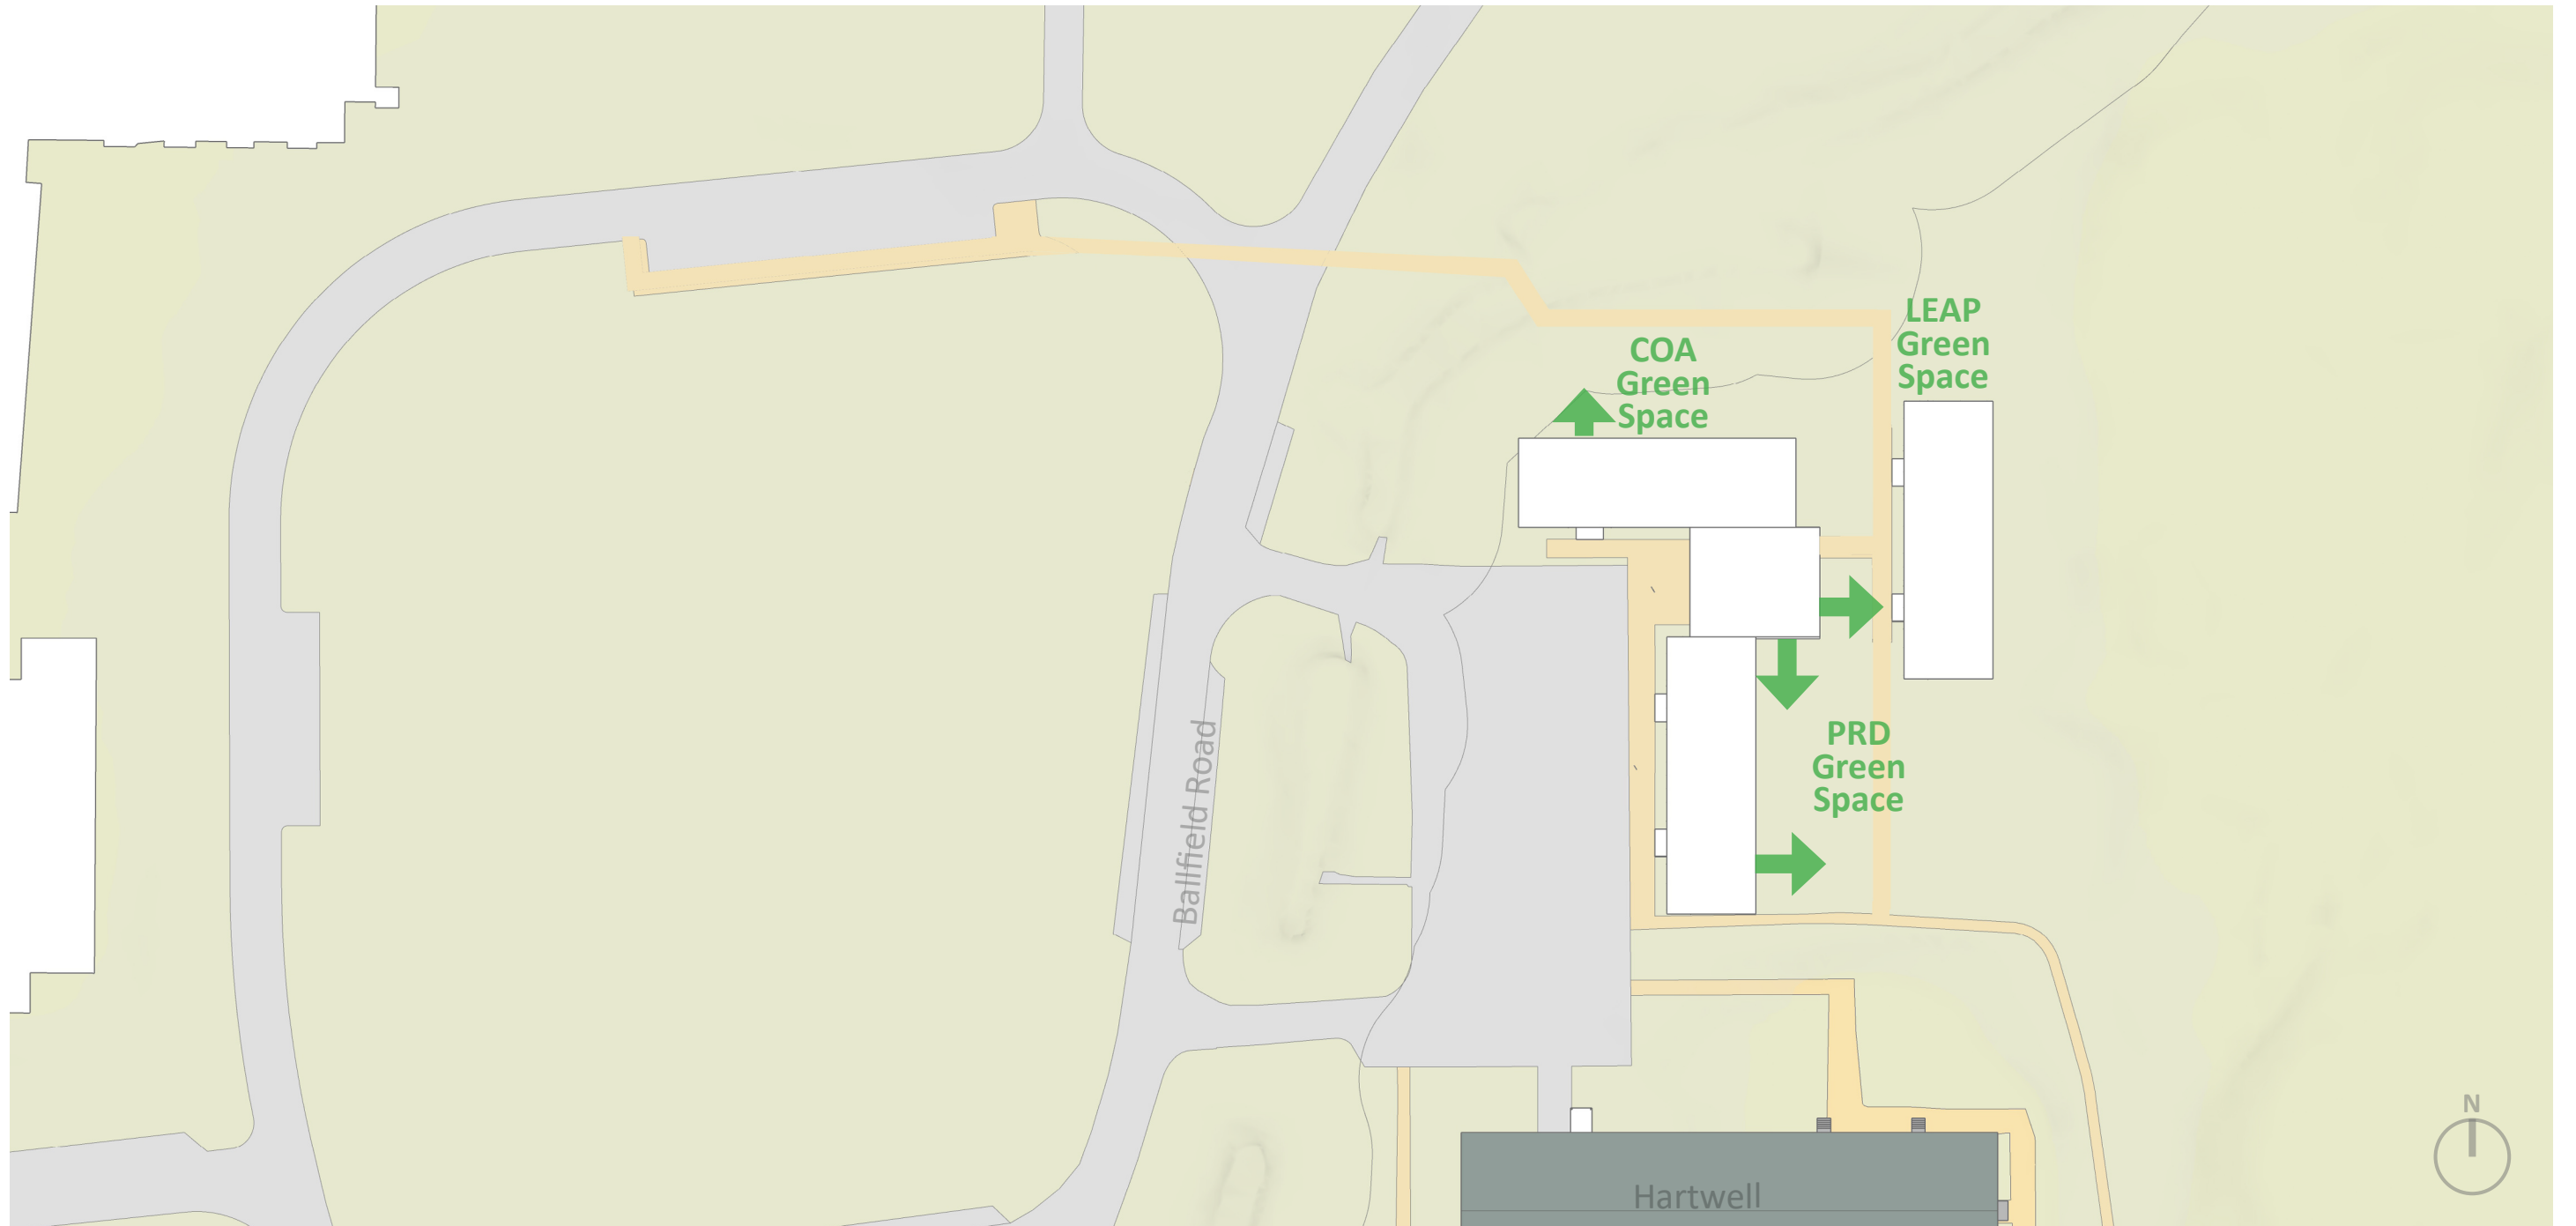 LEAP
Green
Space
COA
Green
Space
PRD
Green
Space
Ballfield Road
N
Hartwell